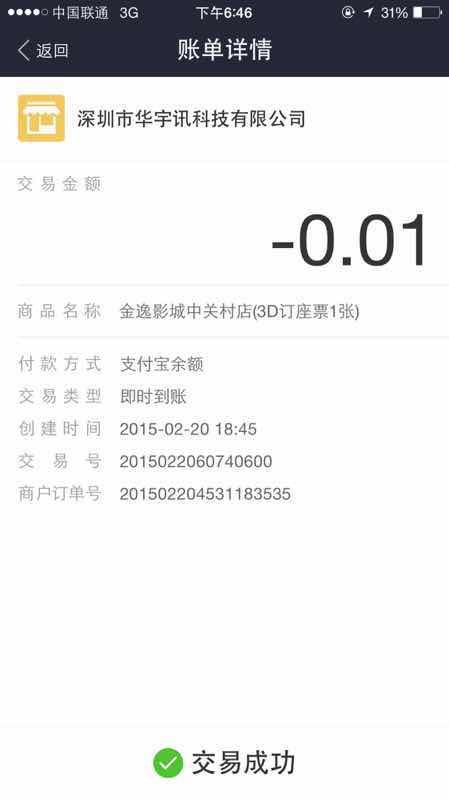 中国联通 3G 下午6:46 31%
返回 账单详情
深圳市华宇讯科技有限公司
交易金额
-0.01
商品名称 金逸影城中关村店(3D订座票1张)
付款方式 支付宝余额
交易类型 即时到账
创建时间 2015-02-20 18:45
交易号 2015022060740600
商户订单号 201502204531183535
交易成功